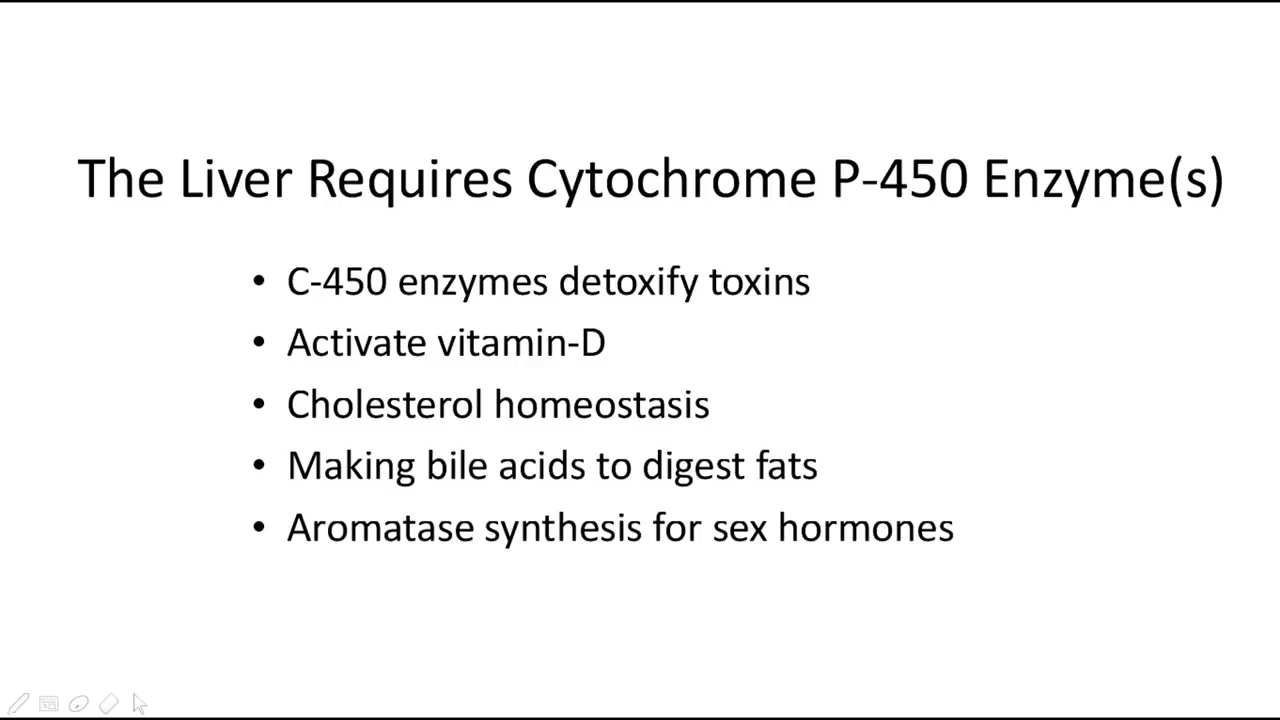 The Liver Requires Cytochrome P-450 Enzyme(s)
• C-450 enzymes detoxify toxins
• Activate vitamin-D
• Cholesterol homeostasis
• Making bile acids to digest fats
• Aromatase synthesis for sex hormones